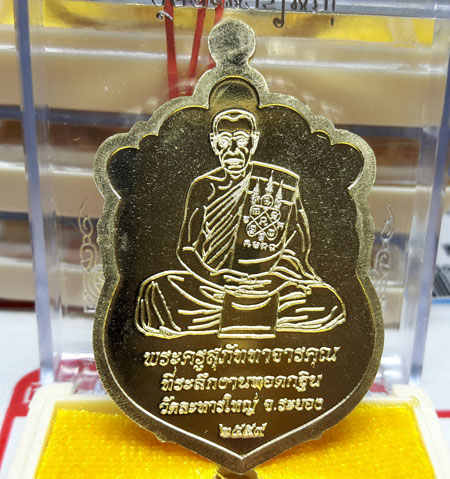 พระครูสุภัททาจารคุณ
ที่ระลึกงานทอดกฐิน
วัดละหารใหญ่ จ.ระยอง
๒๕๕๙